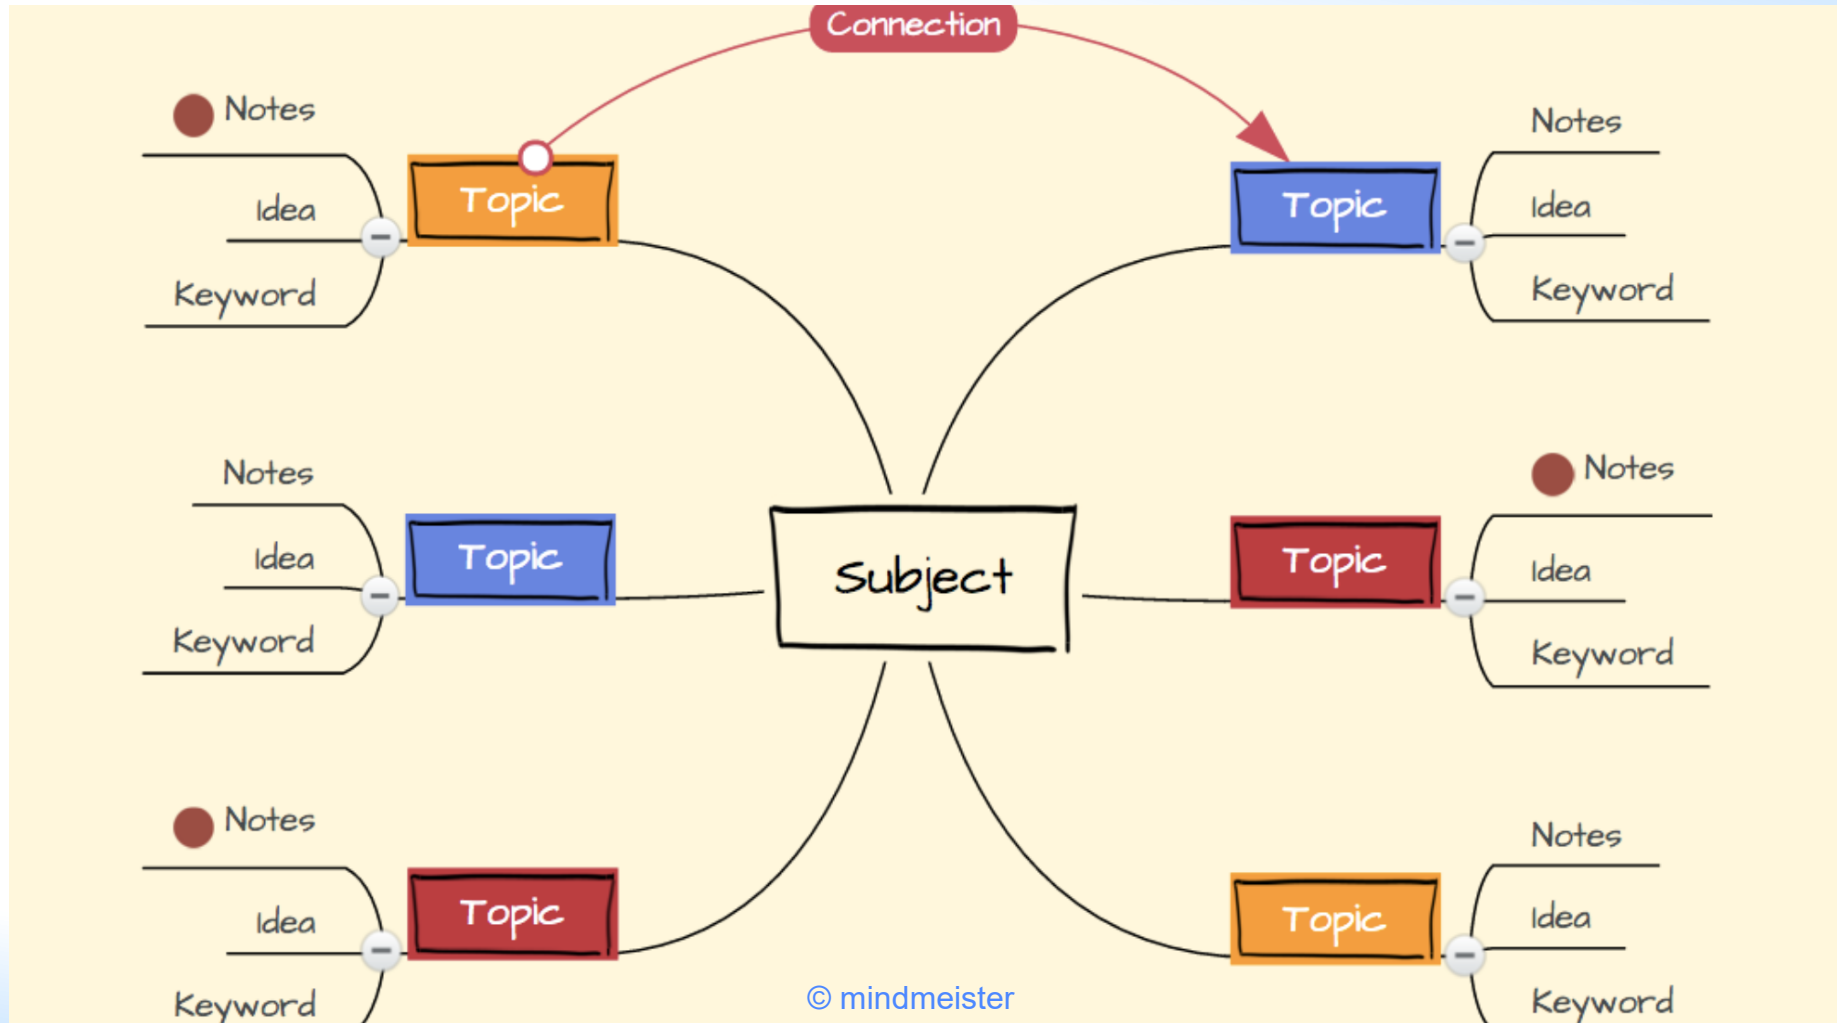 Connection
Notes
Idea
Keyword
Topic
Topic
Notes
Idea
Keyword
Notes
Idea
Keyword
Topic
Subject
Topic
Notes
Idea
Keyword
Notes
Idea
Keyword
Topic
Topic
Notes
Idea
Keyword
© mindmeister